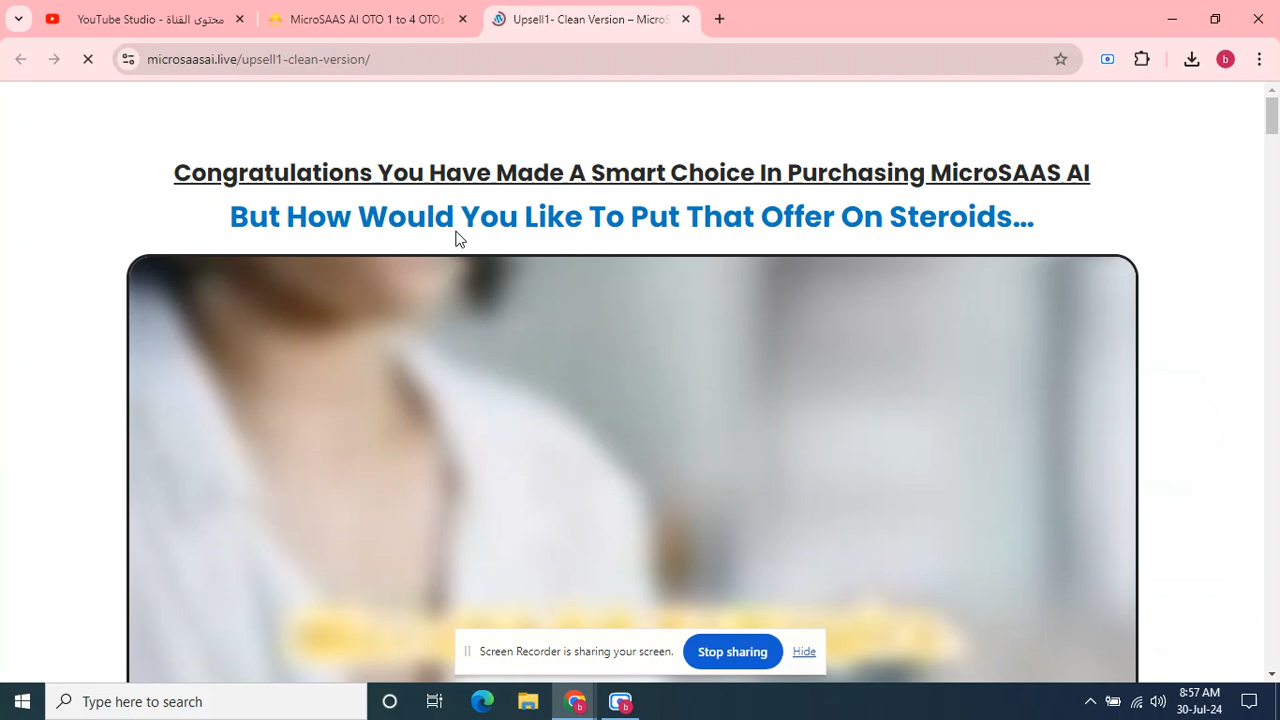 YouTube Studio - محتوى القناة
MicroSAAS AI OTO 1 to 4 OTOs
Upsell1- Clean Version – MicroS
microsaasai.live/upsell1-clean-version/
b
Congratulations You Have Made A Smart Choice In Purchasing MicroSAAS AI
But How Would You Like To Put That Offer On Steroids...
Screen Recorder is sharing your screen.
Stop sharing
Hide
Type here to search
b
b
8:57 AM
30-Jul-24